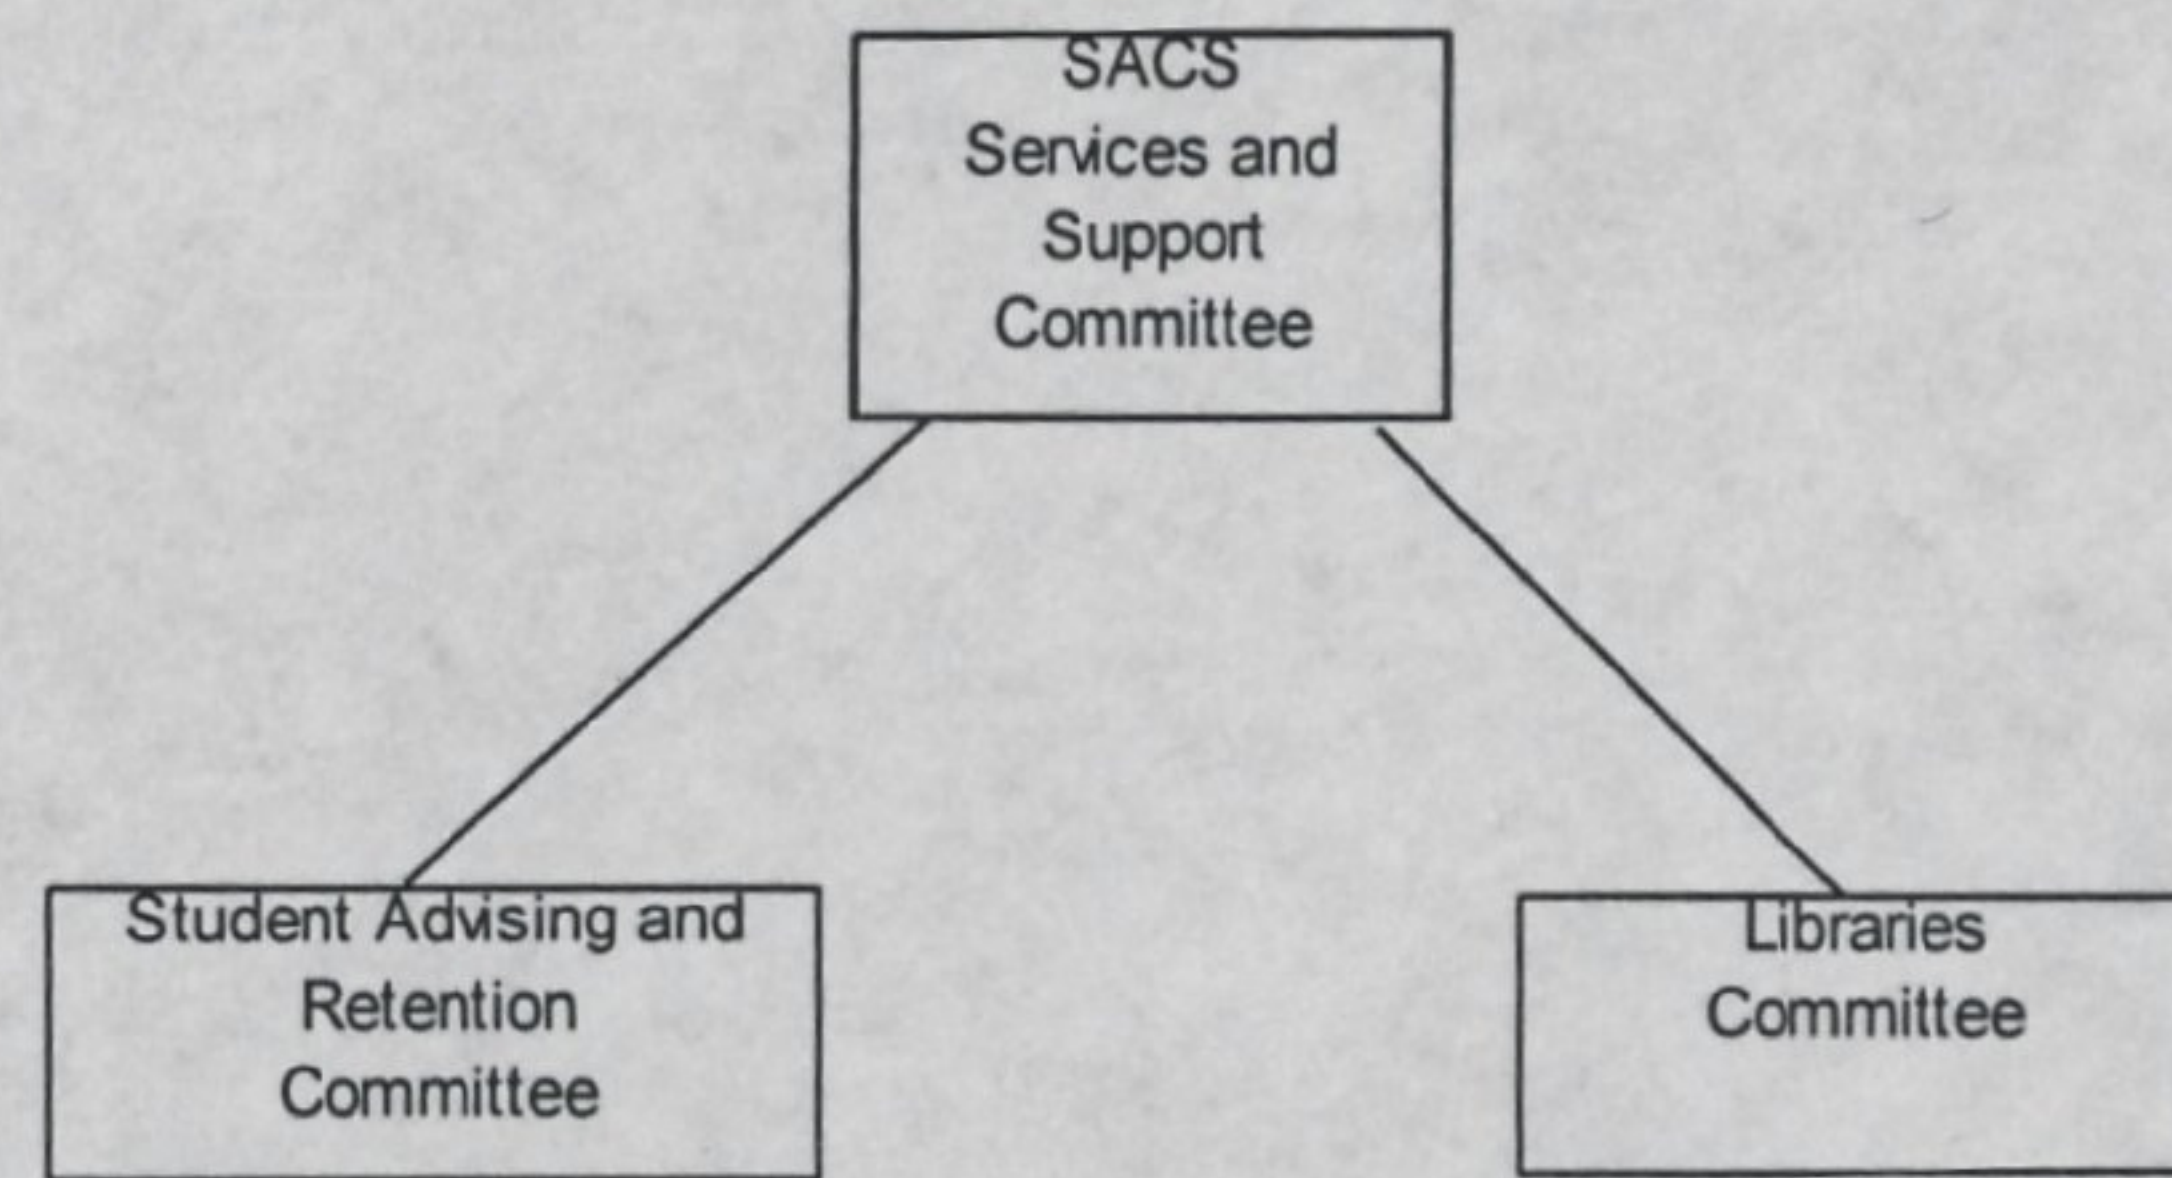 SACS
Services and
Support
Committee
Student Advising and
Retention
Committee
Libraries
Committee